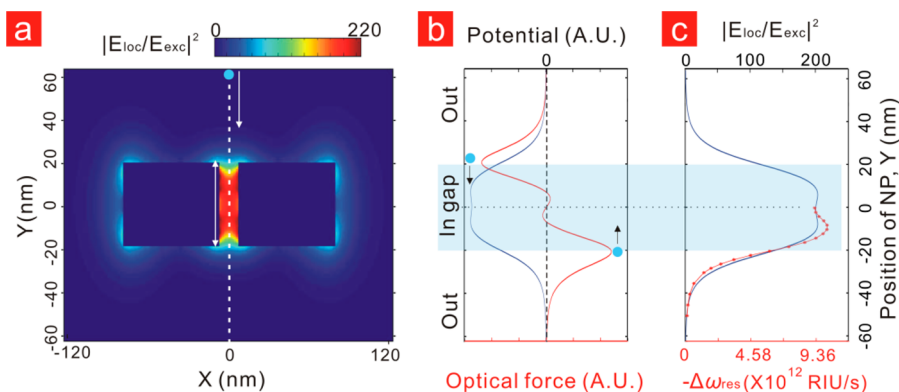 a
|Eloc/Eexc|²
0
220
Y(nm)
60
40
20
0
-20
-40
-60
-120
0
120
X (nm)
b
Potential (A.U.)
0
Out
In gap
Out
Optical force (A.U.)
c
|Eloc/Eexc|²
0
100
200
60
40
20
0
-20
-40
-60
Position of NP, Y (nm)
0
4.58
9.36
-Δωres(X10¹² RIU/s)